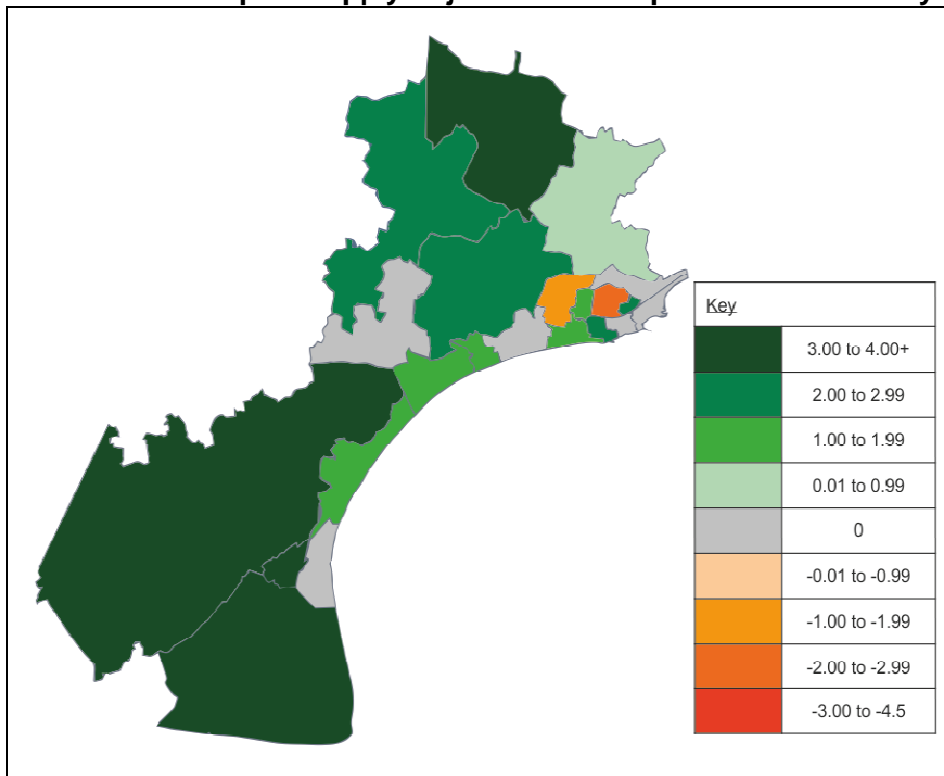 Key
3.00 to 4.00+
2.00 to 2.99
1.00 to 1.99
0.01 to 0.99
0
-0.01 to -0.99
-1.00 to -1.99
-2.00 to -2.99
-3.00 to -4.5